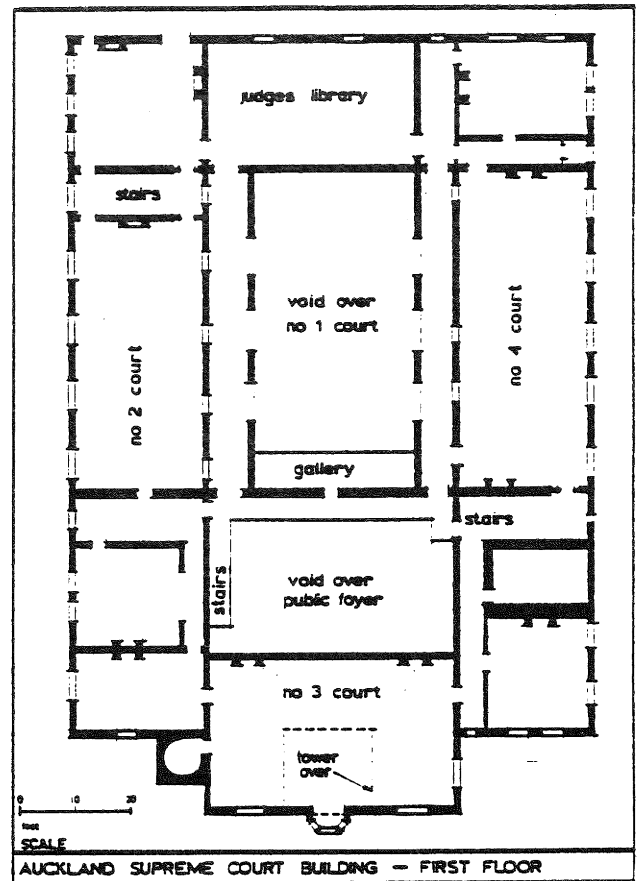 judges library
stairs
void over
no 1 court
no 2 court
no 4 court
gallery
stairs
stairs
void over
public foyer
no 3 court
tower
over
0 10 20
feet
SCALE
AUCKLAND SUPREME COURT BUILDING — FIRST FLOOR